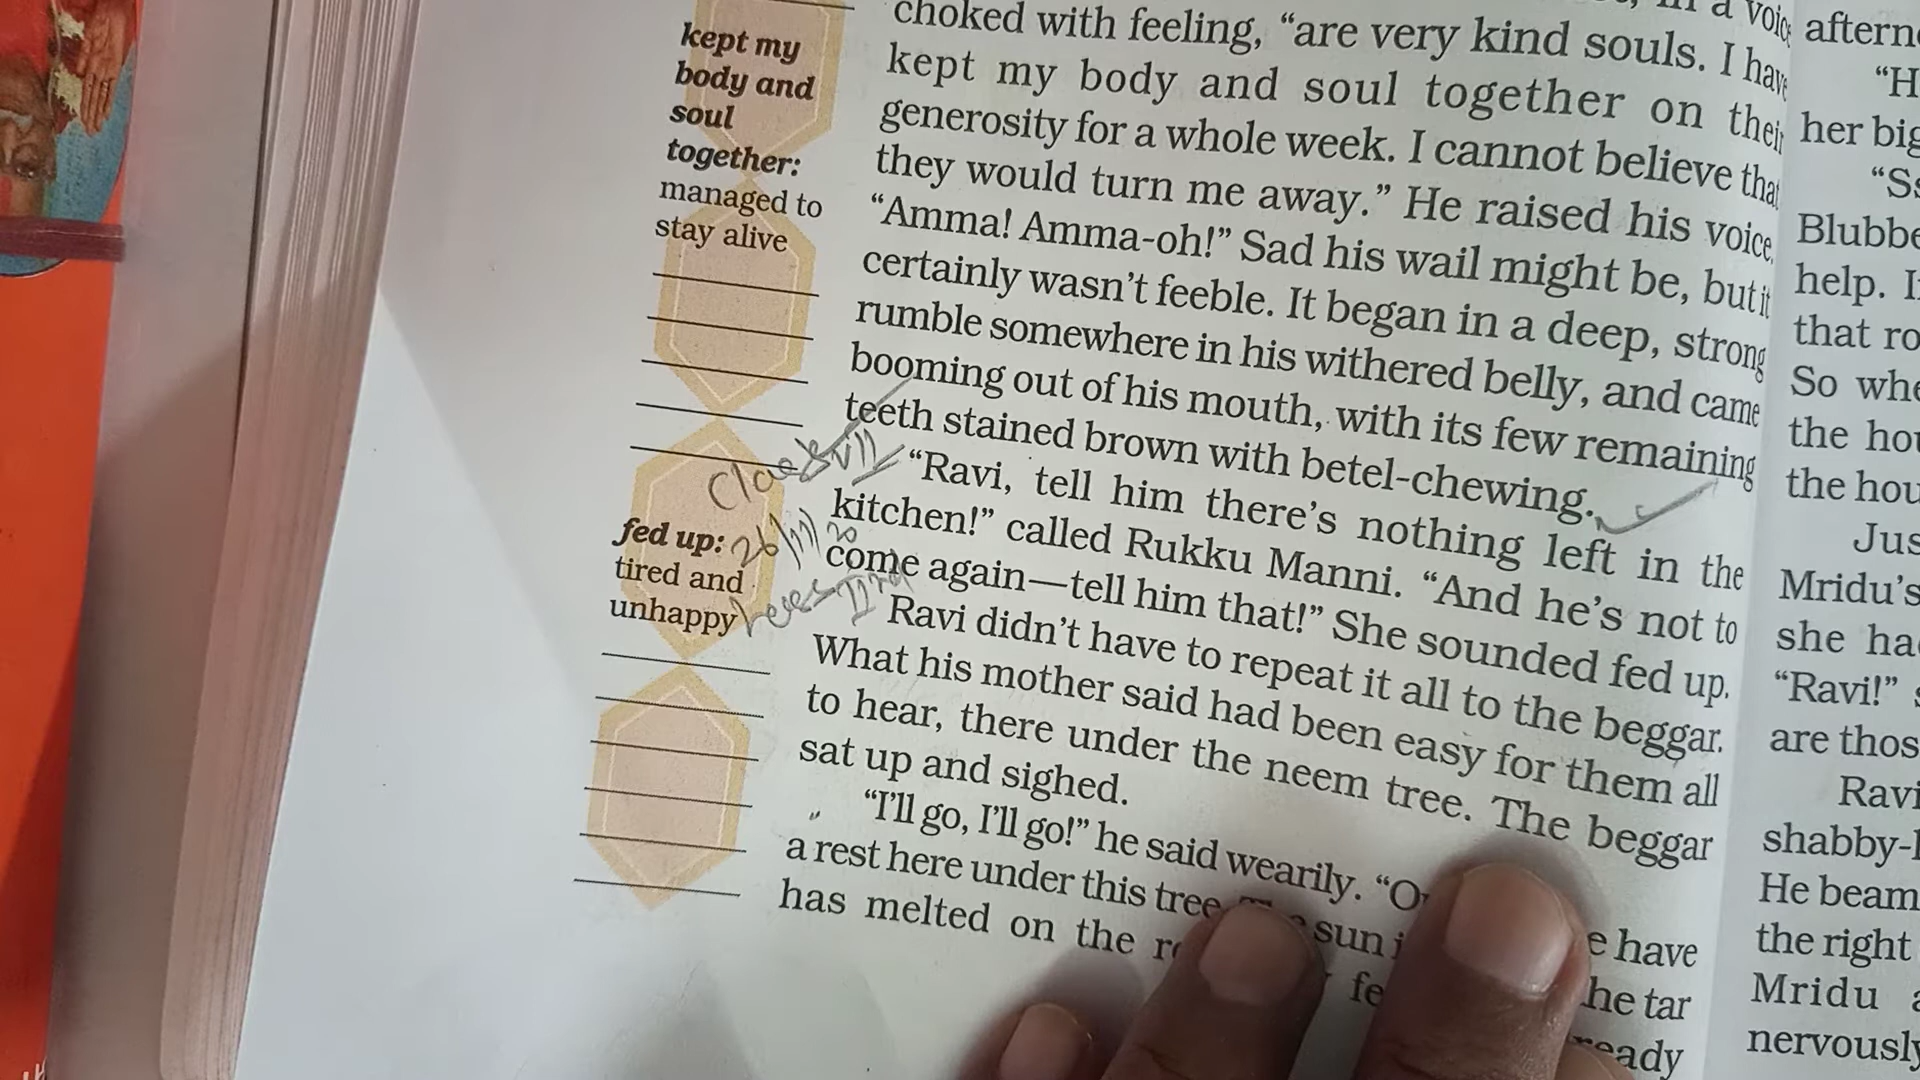 kept my
body and
soul
together:
managed to
stay alive
fed up:
tired and
unhappy
choked with feeling, “are very kind souls. I have
kept my body and soul together on their
generosity for a whole week. I cannot believe that
they would turn me away.” He raised his voice.
“Amma! Amma-oh!” Sad his wail might be, but it
certainly wasn’t feeble. It began in a deep, strong
rumble somewhere in his withered belly, and came
booming out of his mouth, with its few remaining
teeth stained brown with betel-chewing.
“Ravi, tell him there’s nothing left in the
kitchen!” called Rukku Manni. “And he’s not to
come again—tell him that!” She sounded fed up.
Ravi didn’t have to repeat it all to the beggar.
What his mother said had been easy for them all
to hear, there under the neem tree. The beggar
sat up and sighed.
“I’ll go, I’ll go!” he said wearily. “
have
a rest here under this tree. sun
he tar
has melted on the
her big
Blubbe
help.
that ro
So whe
the hou
the hou
Jus
Mridu’s
she ha
“Ravi!”
are thos
Ravi
shabby-
He beam
the right
Mridu
nervously